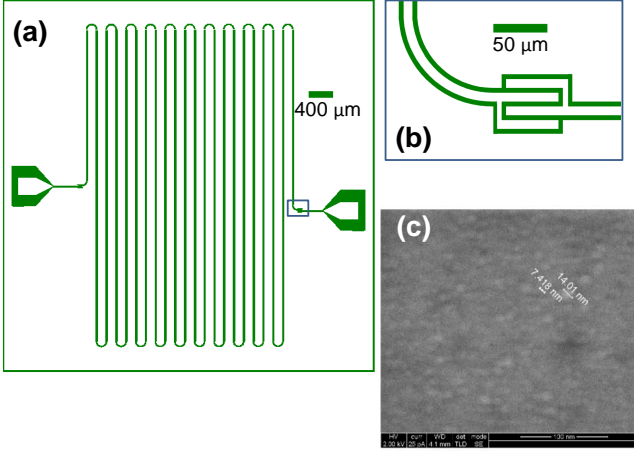 (a)
400 μm
50 μm
(b)
(c)
7.418 nm
14.01 nm
HV curr WD det mode
2.00 kV 25 pA 4.1 mm TLD SE 100 nm